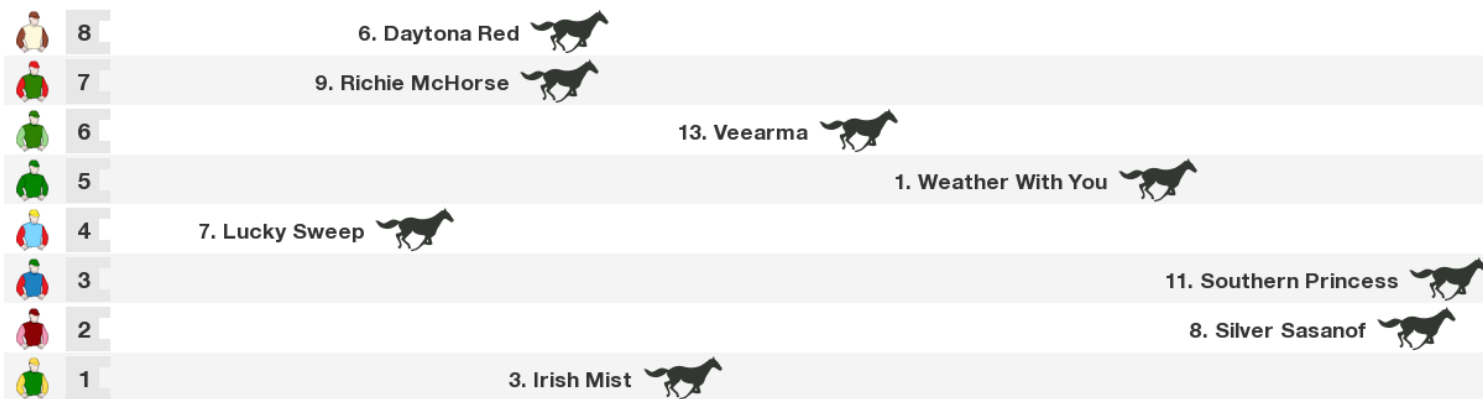 8 6. Daytona Red
7 9. Richie McHorse
6 13. Veearma
5 1. Weather With You
4 7. Lucky Sweep
3 11. Southern Princess
2 8. Silver Sasanof
1 3. Irish Mist